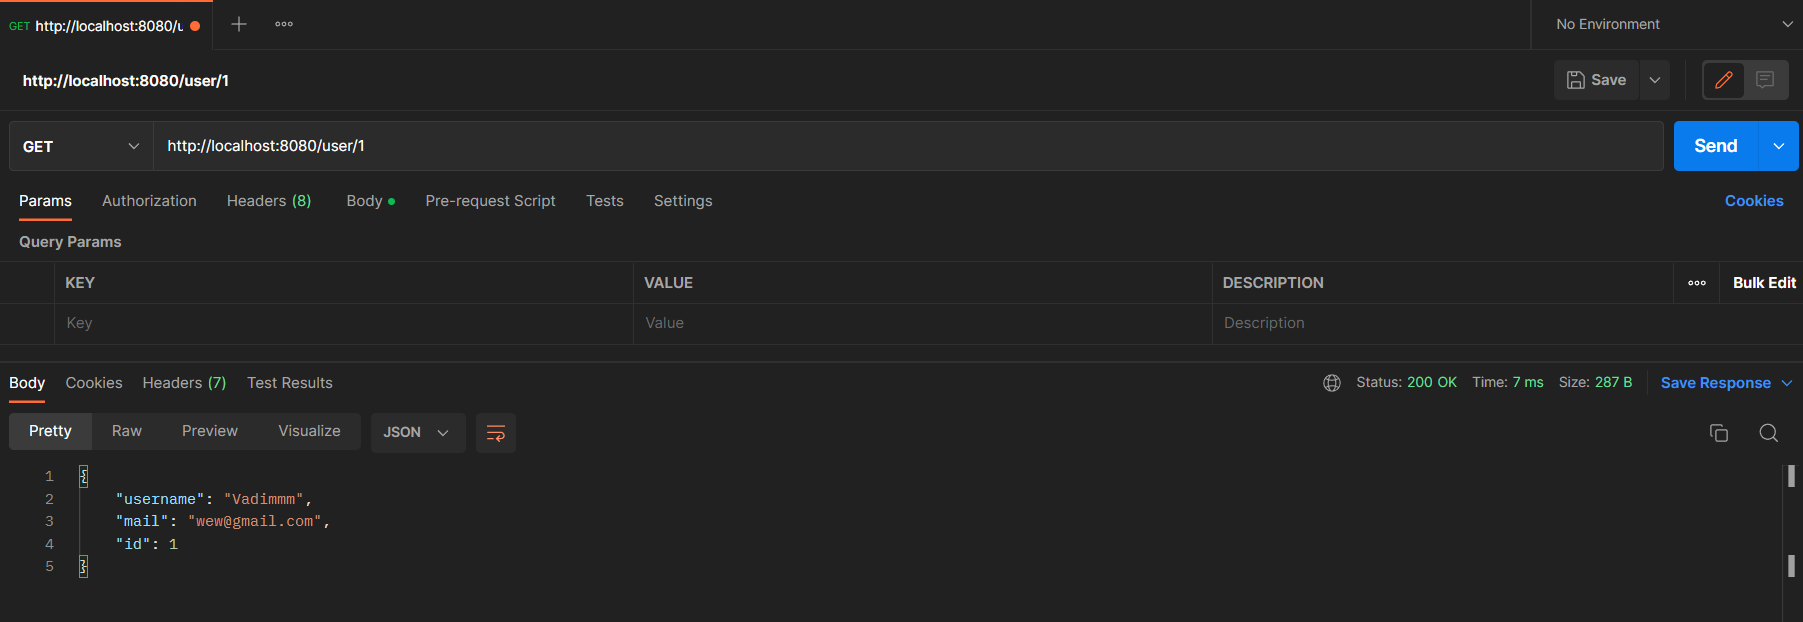 GET http://localhost:8080/u
No Environment
http://localhost:8080/user/1
Save
GET http://localhost:8080/user/1 Send
Params Authorization Headers (8) Body Pre-request Script Tests Settings Cookies
Query Params
KEY VALUE DESCRIPTION Bulk Edit
Key Value Description
Body Cookies Headers (7) Test Results Status: 200 OK Time: 7 ms Size: 287 B Save Response
Pretty Raw Preview Visualize JSON
1 {
2 "username": "Vadimmm",
3 "mail": "wew@gmail.com",
4 "id": 1
5 }